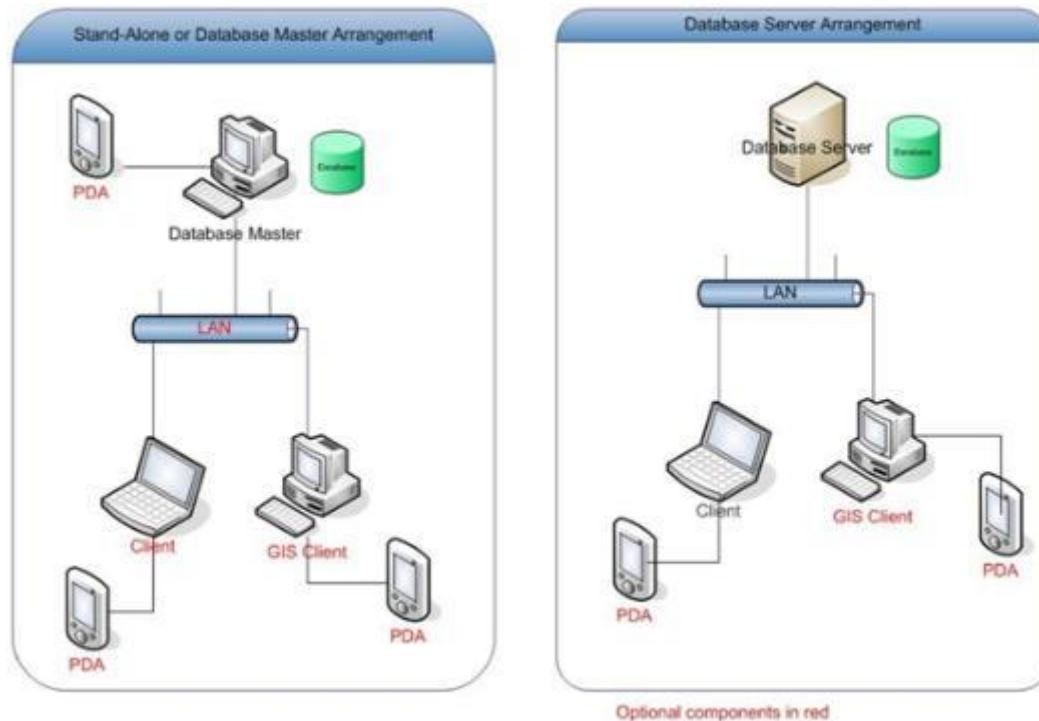 Stand-Alone or Database Master Arrangement
PDA
Database
Database Master
LAN
Client
GIS Client
PDA
PDA
Database Server Arrangement
Database Server
Database
LAN
Client
GIS Client
PDA
PDA
Optional components in red